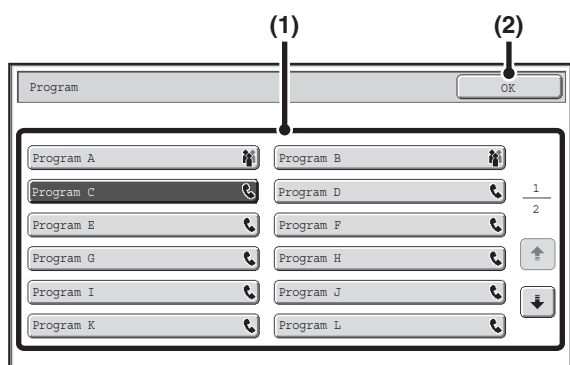 (1) (2)
Program OK
Program A Program B
Program C Program D 1
Program E Program F 2
Program G Program H
Program I Program J
Program K Program L